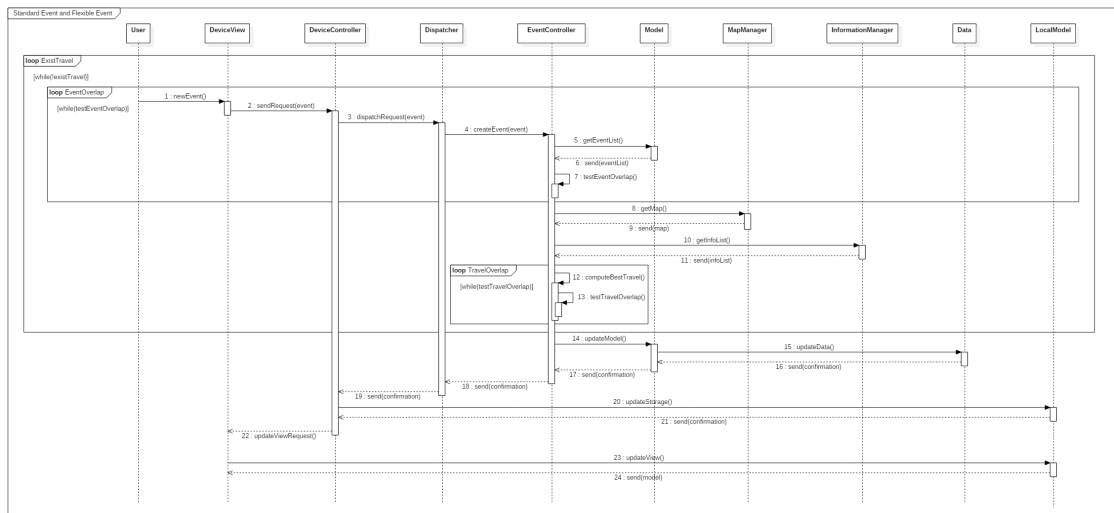 Standard Event and Flexible Event
User
DeviceView
DeviceController
Dispatcher
EventController
Model
MapManager
InformationManager
Data
LocalModel
loop ExistTravel
[while(!existTravel)]
loop EventOverlap
[while(testEventOverlap)]
1 : newEvent()
2 : sendRequest(event)
3 : dispatchRequest(event)
4 : createEvent(event)
5 : getEventList()
6 : send(eventList)
7 : testEventOverlap()
8 : getMap()
9 : send(map)
10 : getInfoList()
11 : send(infoList)
loop TravelOverlap
[while(testTravelOverlap)]
12 : computeBestTravel()
13 : testTravelOverlap()
14 : updateModel()
15 : updateData()
16 : send(confirmation)
17 : send(confirmation)
18 : send(confirmation)
19 : send(confirmation)
20 : updateStorage()
21 : send(confirmation)
22 : updateViewRequest()
23 : updateView()
24 : send(model)